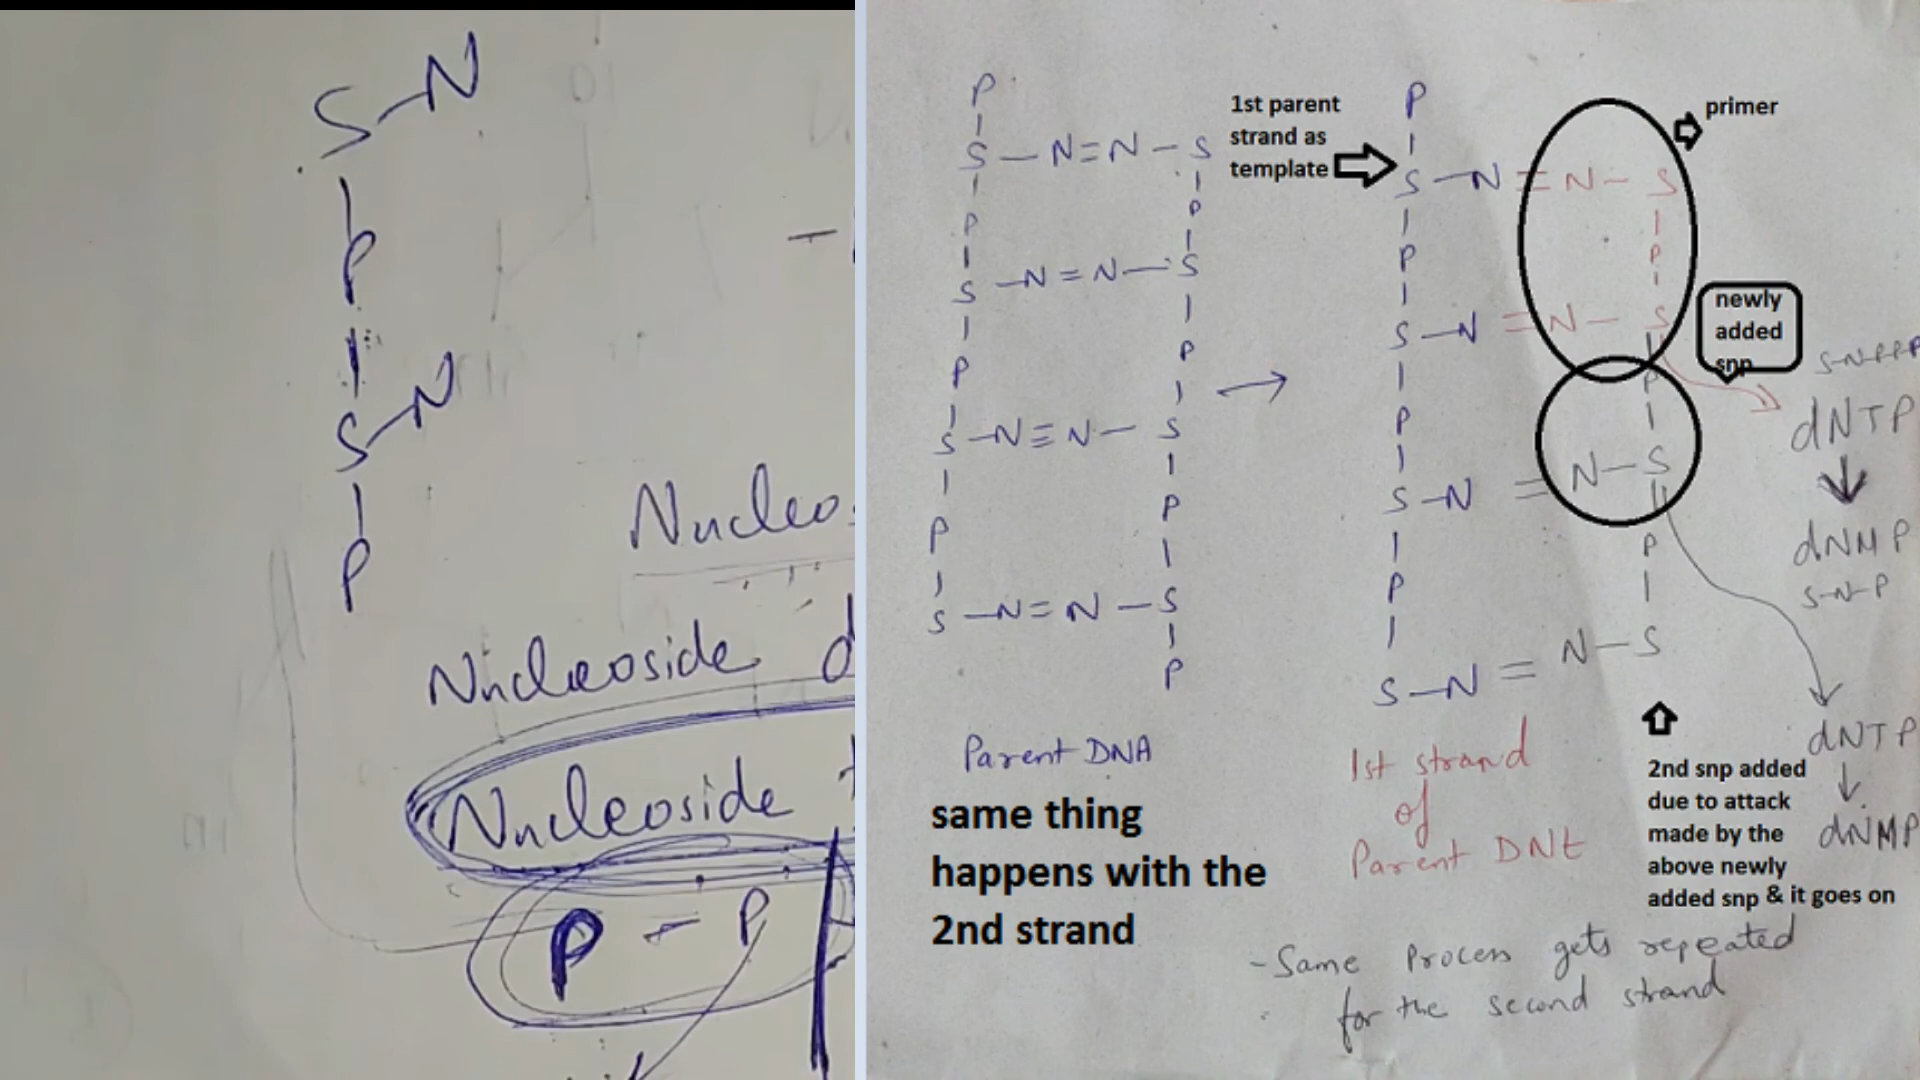 S-N
P
S-N
P
Nucleo
Nucleoside d
Nucleoside
P - P
P
S - N=N - S
P
P
S - N=N - S
P
P
S - N≡N - S
P
P
S - N=N - S
P
Parent DNA
same thing
happens with the
2nd strand
1st parent
strand as
template
P
S - N = N - S
P
P
S - N = N - S
P
P
S - N = N - S
P
P
S - N = N - S
primer
newly
added
snp
dNTP
dNMP
S-N-P
dNTP
dNMP
1st strand
of
Parent DNA
2nd snp added
due to attack
made by the
above newly
added snp & it goes on
- Same Process gets repeated
for the second strand